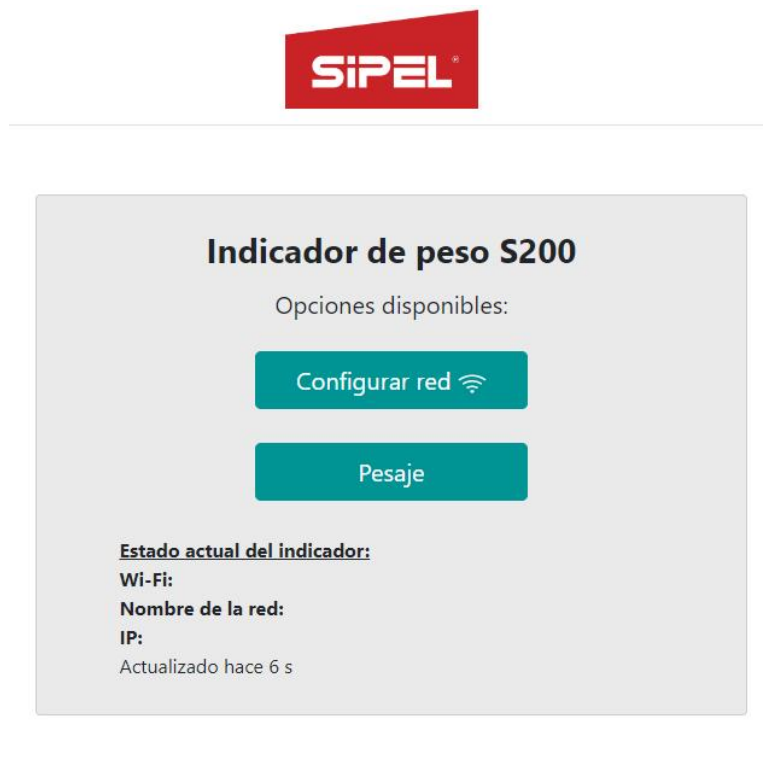 SiPEL®
Indicador de peso S200
Opciones disponibles:
Configurar red
Pesaje
Estado actual del indicador:
Wi-Fi:
Nombre de la red:
IP:
Actualizado hace 6 s